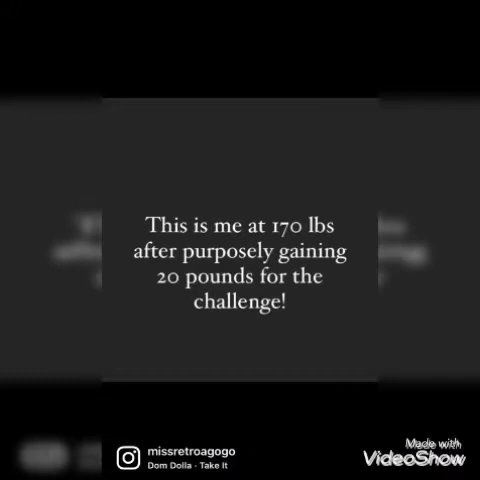 This is me at 170 lbs
after purposely gaining
20 pounds for the
challenge!
missretroagogo
Dom Dolla - Take It
Made with
VideoShow